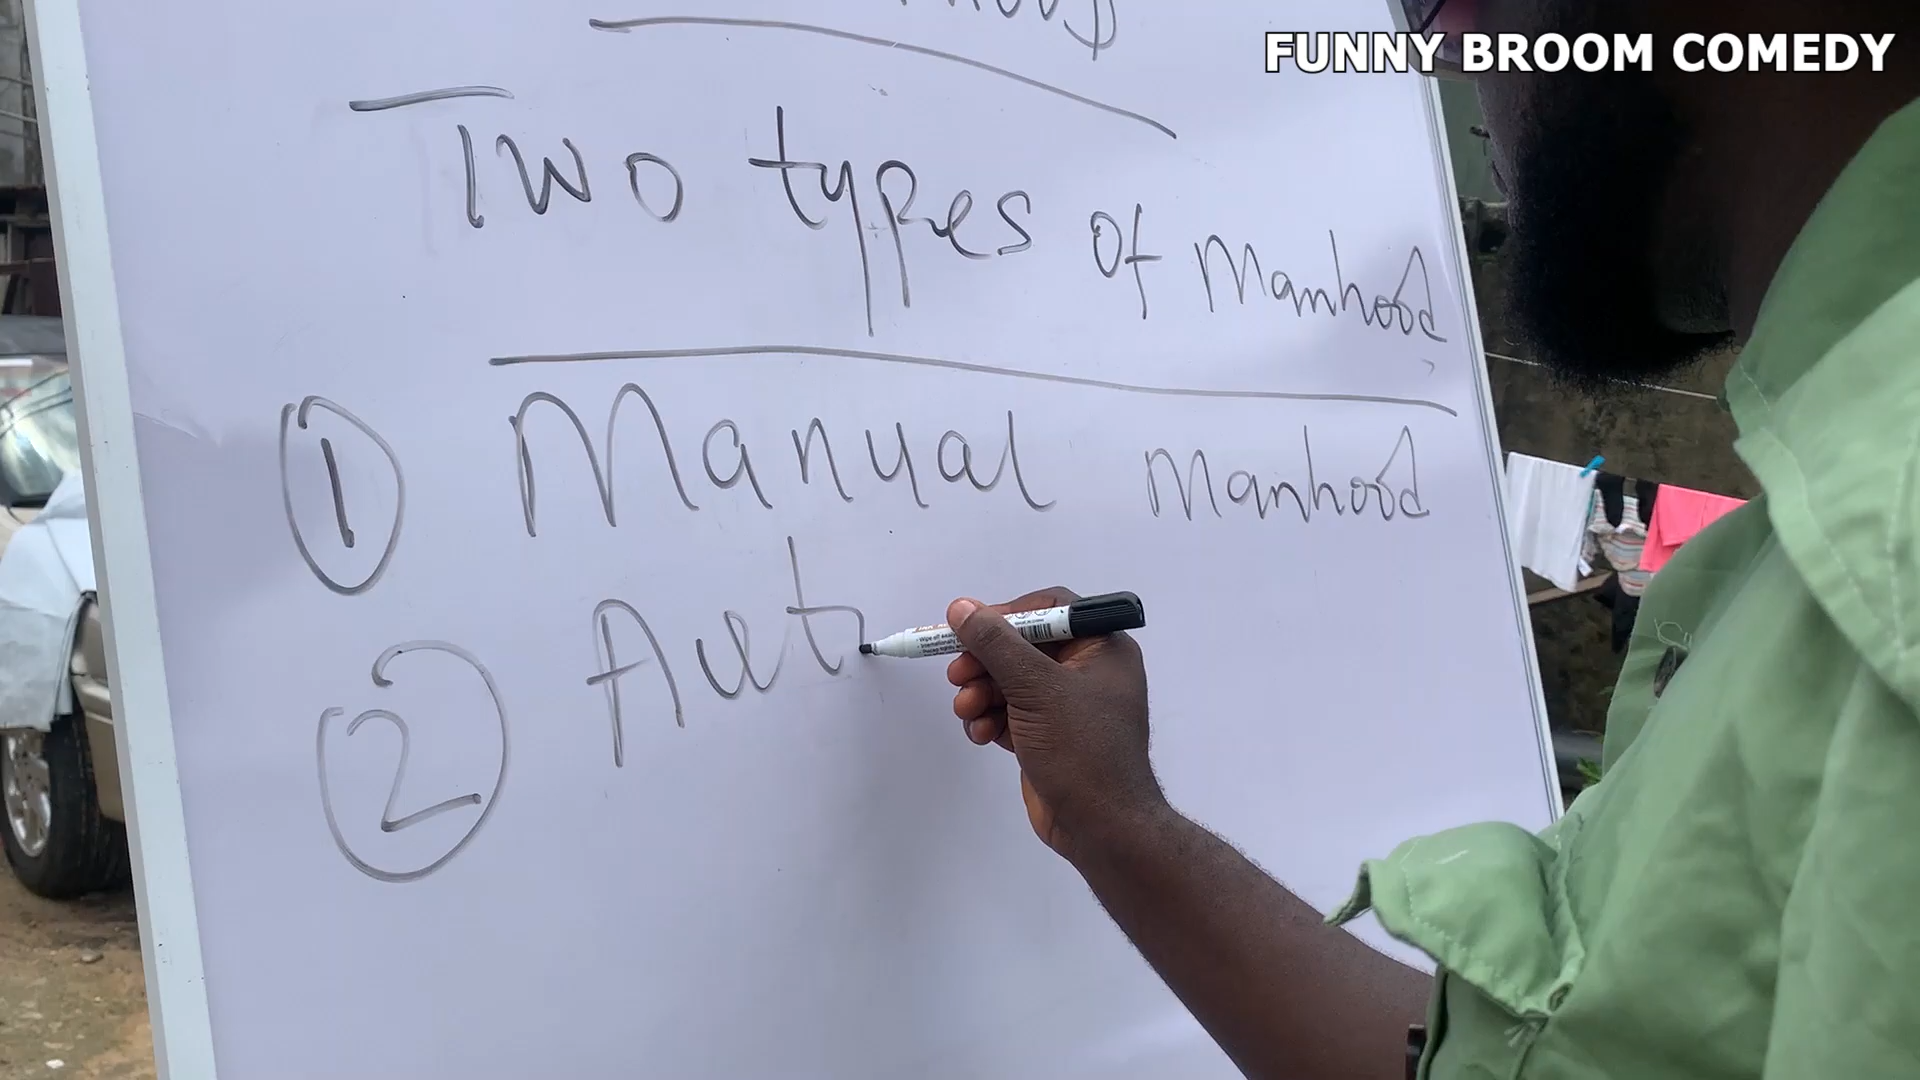 FUNNY BROOM COMEDY
Two types of Manhood
1 Manual Manhood
2 Aut